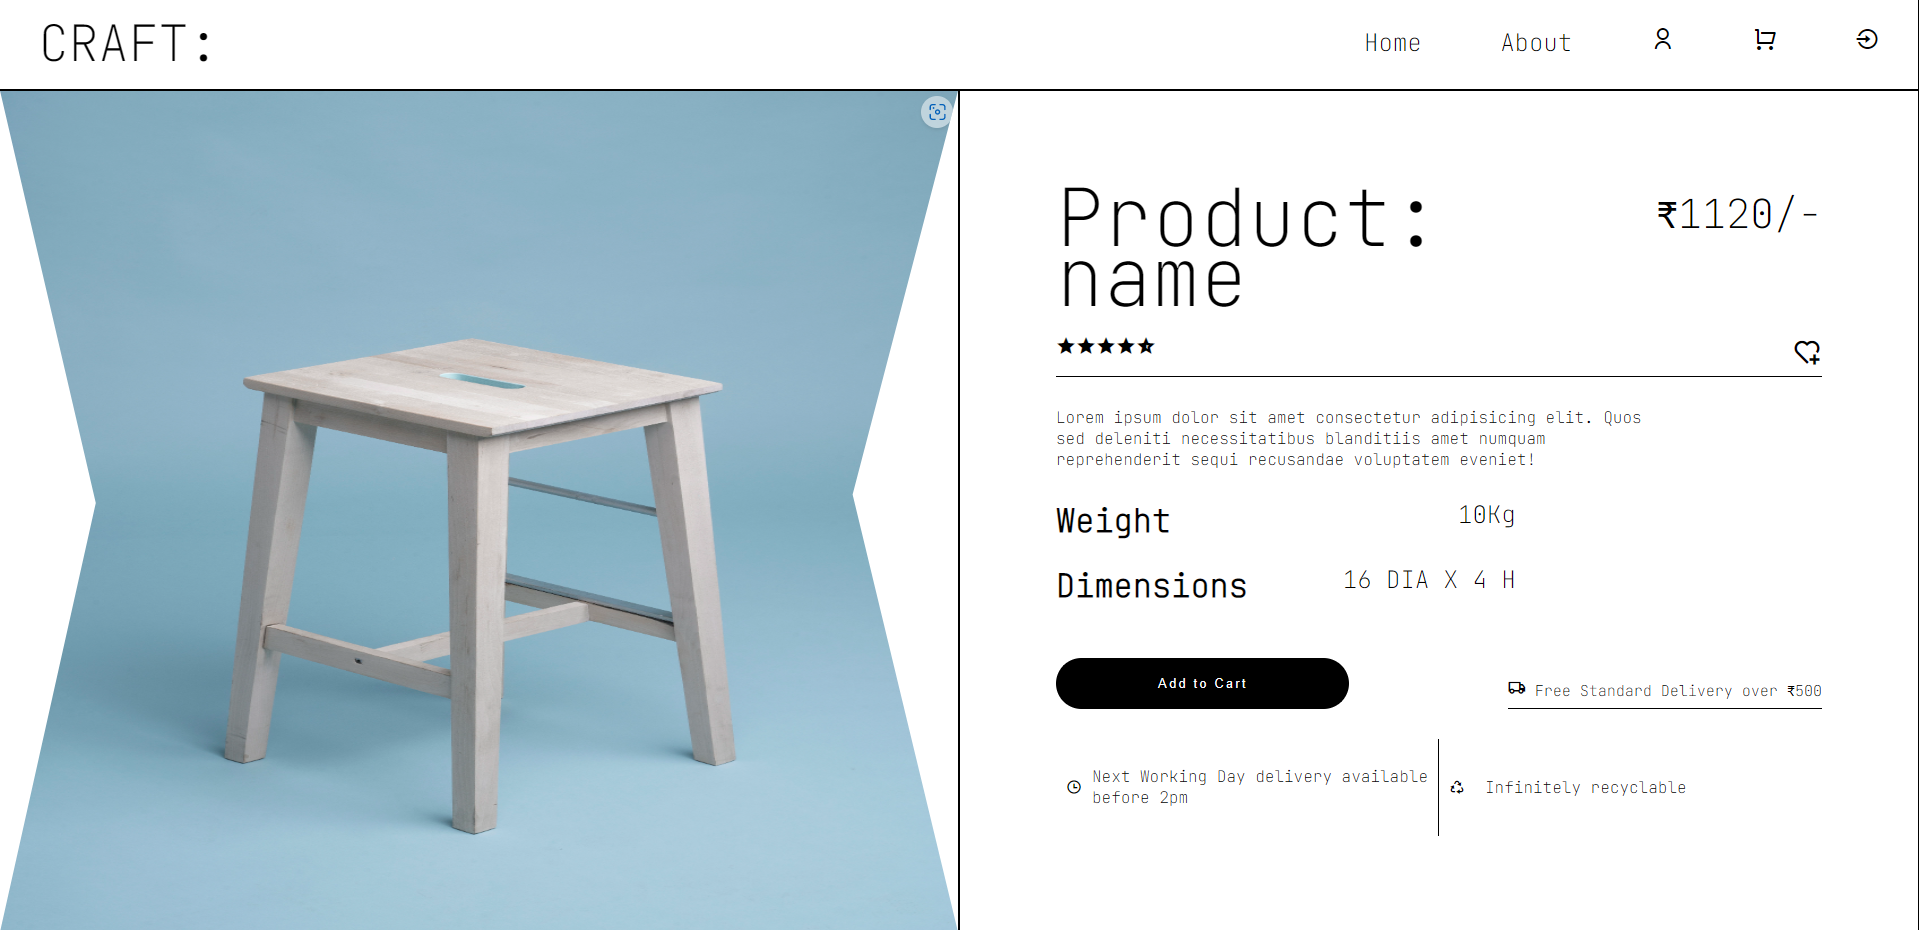 CRAFT:
Home
About
Product:
name
₹1120/-
Lorem ipsum dolor sit amet consectetur adipisicing elit. Quos
sed deleniti necessitatibus blanditiis amet numquam
reprehenderit sequi recusandae voluptatem eveniet!
Weight
10Kg
Dimensions
16 DIA X 4 H
Add to Cart
Free Standard Delivery over ₹500
Next Working Day delivery available
before 2pm
Infinitely recyclable